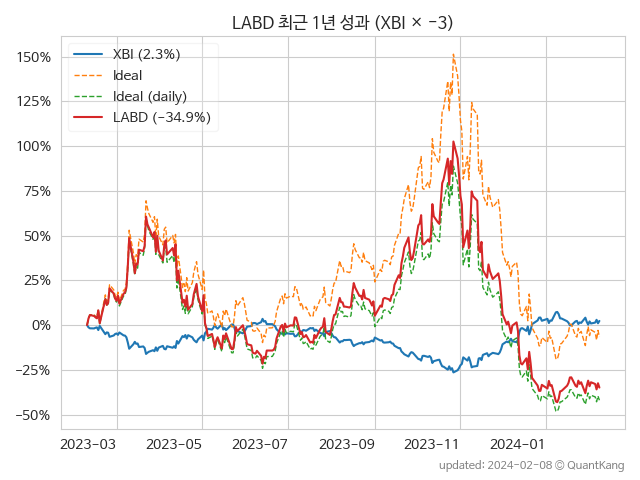 LABD 최근 1년 성과 (XBI × −3)
XBI (2.3%)
Ideal
Ideal (daily)
LABD (−34.9%)
150%
125%
100%
75%
50%
25%
0%
−25%
−50%
2023-03 2023-05 2023-07 2023-09 2023-11 2024-01
updated: 2024-02-08 © QuantKang